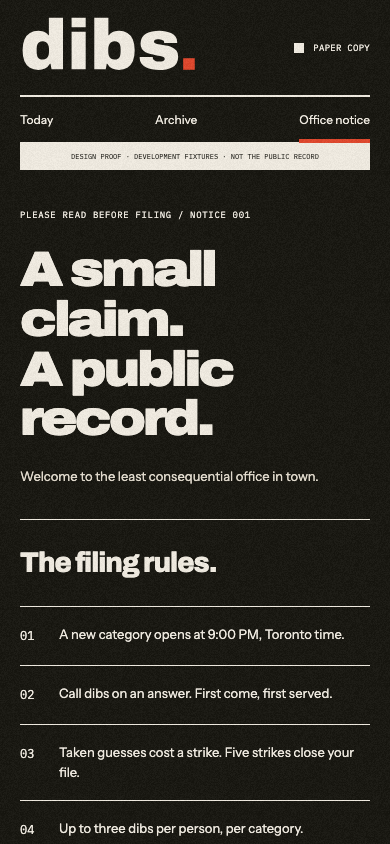 dibs.
PAPER COPY
Today
Archive
Office notice
DESIGN PROOF · DEVELOPMENT FIXTURES · NOT THE PUBLIC RECORD
PLEASE READ BEFORE FILING / NOTICE 001
A small
claim.
A public
record.
Welcome to the least consequential office in town.
The filing rules.
01 A new category opens at 9:00 PM, Toronto time.
02 Call dibs on an answer. First come, first served.
03 Taken guesses cost a strike. Five strikes close your
file.
04 Up to three dibs per person, per category.